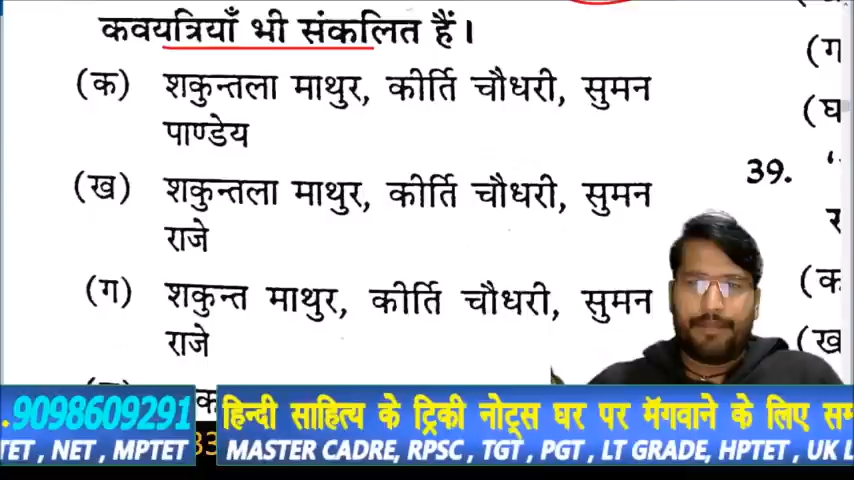 कवयत्रियाँ भी संकलित हैं।
(क) शकुन्तला माथुर, कीर्ति चौधरी, सुमन
पाण्डेय
(ख) शकुन्तला माथुर, कीर्ति चौधरी, सुमन
राजे
(ग) शकुन्त माथुर, कीर्ति चौधरी, सुमन
राजे
(ग
(घ
39.
(क
(ख
.9098609291
हिन्दी साहित्य के ट्रिकी नोट्स घर पर मँगवाने के लिए सम
TET , NET , MPTET
MASTER CADRE, RPSC , TGT , PGT , LT GRADE, HPTET , UK L